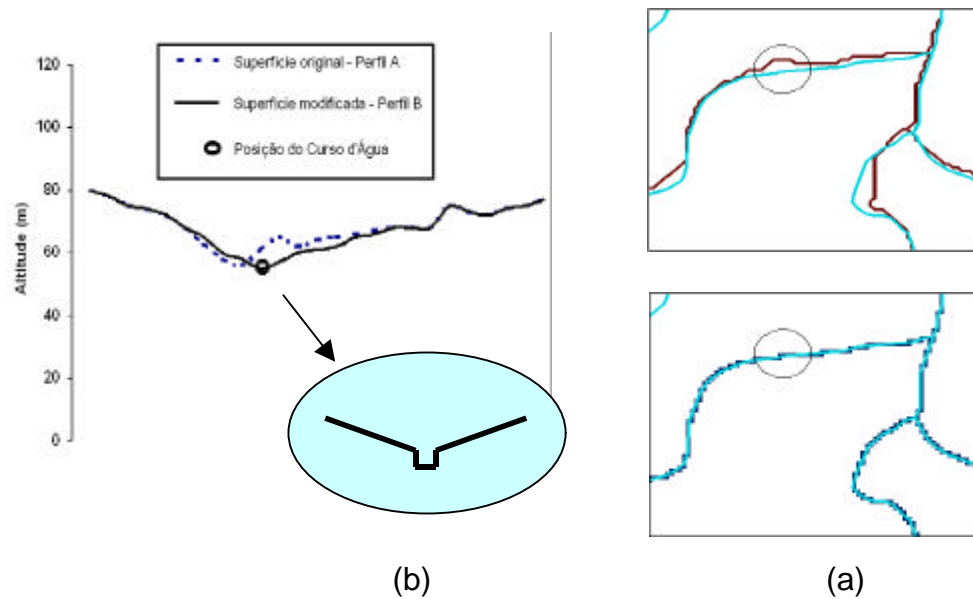 Superfície original - Perfil A
Superfície modificada - Perfil B
Posição do Curso d'Água
Altitude (m)
120
100
80
60
40
20
0
(b)
(a)